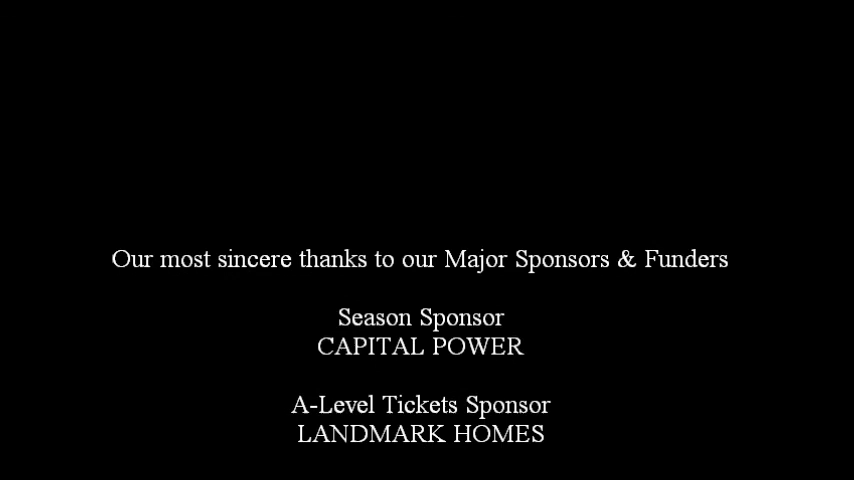 Our most sincere thanks to our Major Sponsors & Funders
Season Sponsor
CAPITAL POWER
A-Level Tickets Sponsor
LANDMARK HOMES